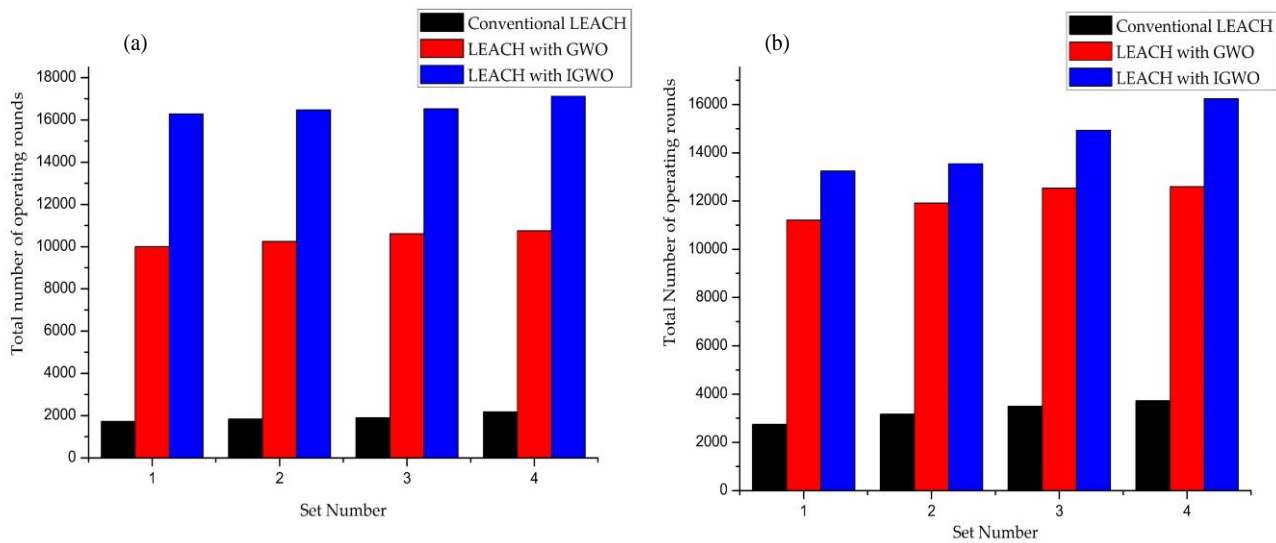 (a)
Conventional LEACH
LEACH with GWO
LEACH with IGWO
18000
16000
14000
12000
10000
8000
6000
4000
2000
0
Total number of operating rounds
1 2 3 4
Set Number
(b)
Conventional LEACH
LEACH with GWO
LEACH with IGWO
16000
14000
12000
10000
8000
6000
4000
2000
0
Total Number of operating rounds
1 2 3 4
Set Number